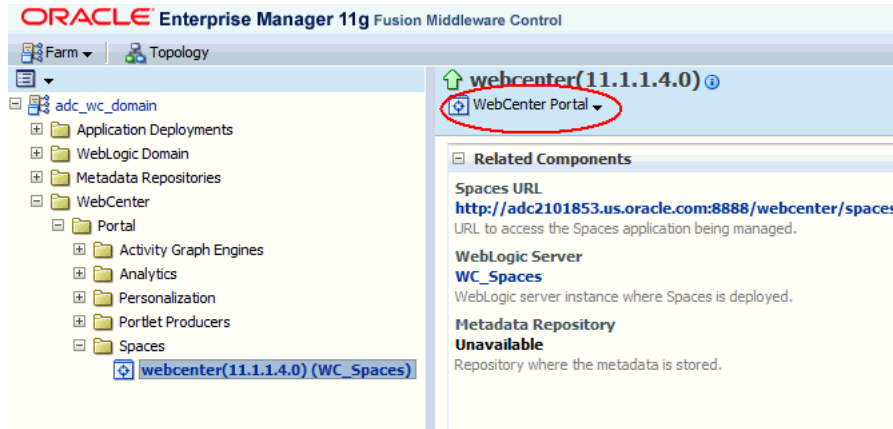 ORACLE Enterprise Manager 11g Fusion Middleware Control
Farm Topology
adc_wc_domain
Application Deployments
WebLogic Domain
Metadata Repositories
WebCenter
Portal
Activity Graph Engines
Analytics
Personalization
Portlet Producers
Spaces
webcenter(11.1.1.4.0) (WC_Spaces)
webcenter(11.1.1.4.0)
WebCenter Portal
Related Components
Spaces URL
http://adc2101853.us.oracle.com:8888/webcenter/spaces
URL to access the Spaces application being managed.
WebLogic Server
WC_Spaces
WebLogic server instance where Spaces is deployed.
Metadata Repository
Unavailable
Repository where the metadata is stored.